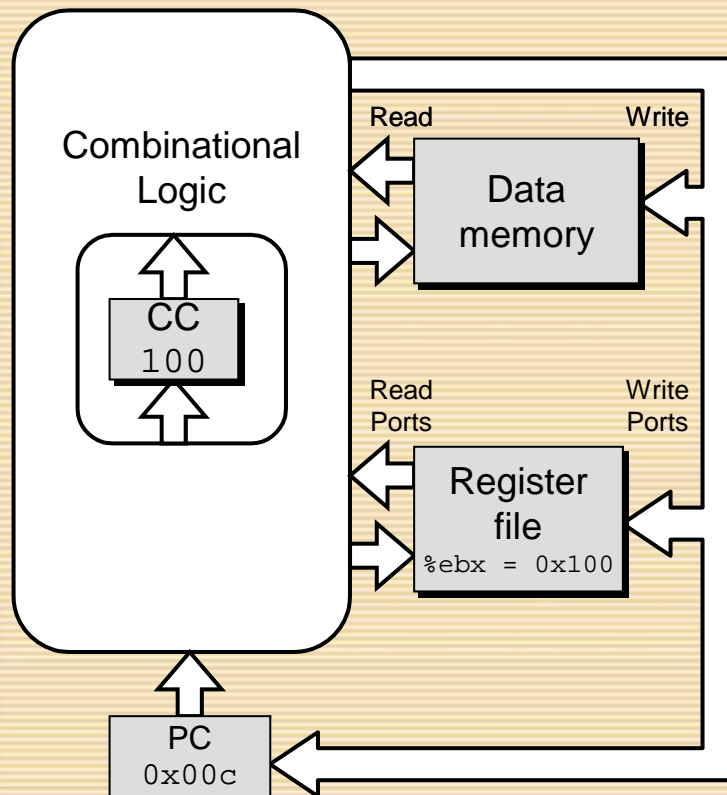 Combinational
Logic
CC
100
Read
Write
Data
memory
Read
Ports
Write
Ports
Register
file
%ebx = 0x100
PC
0x00c